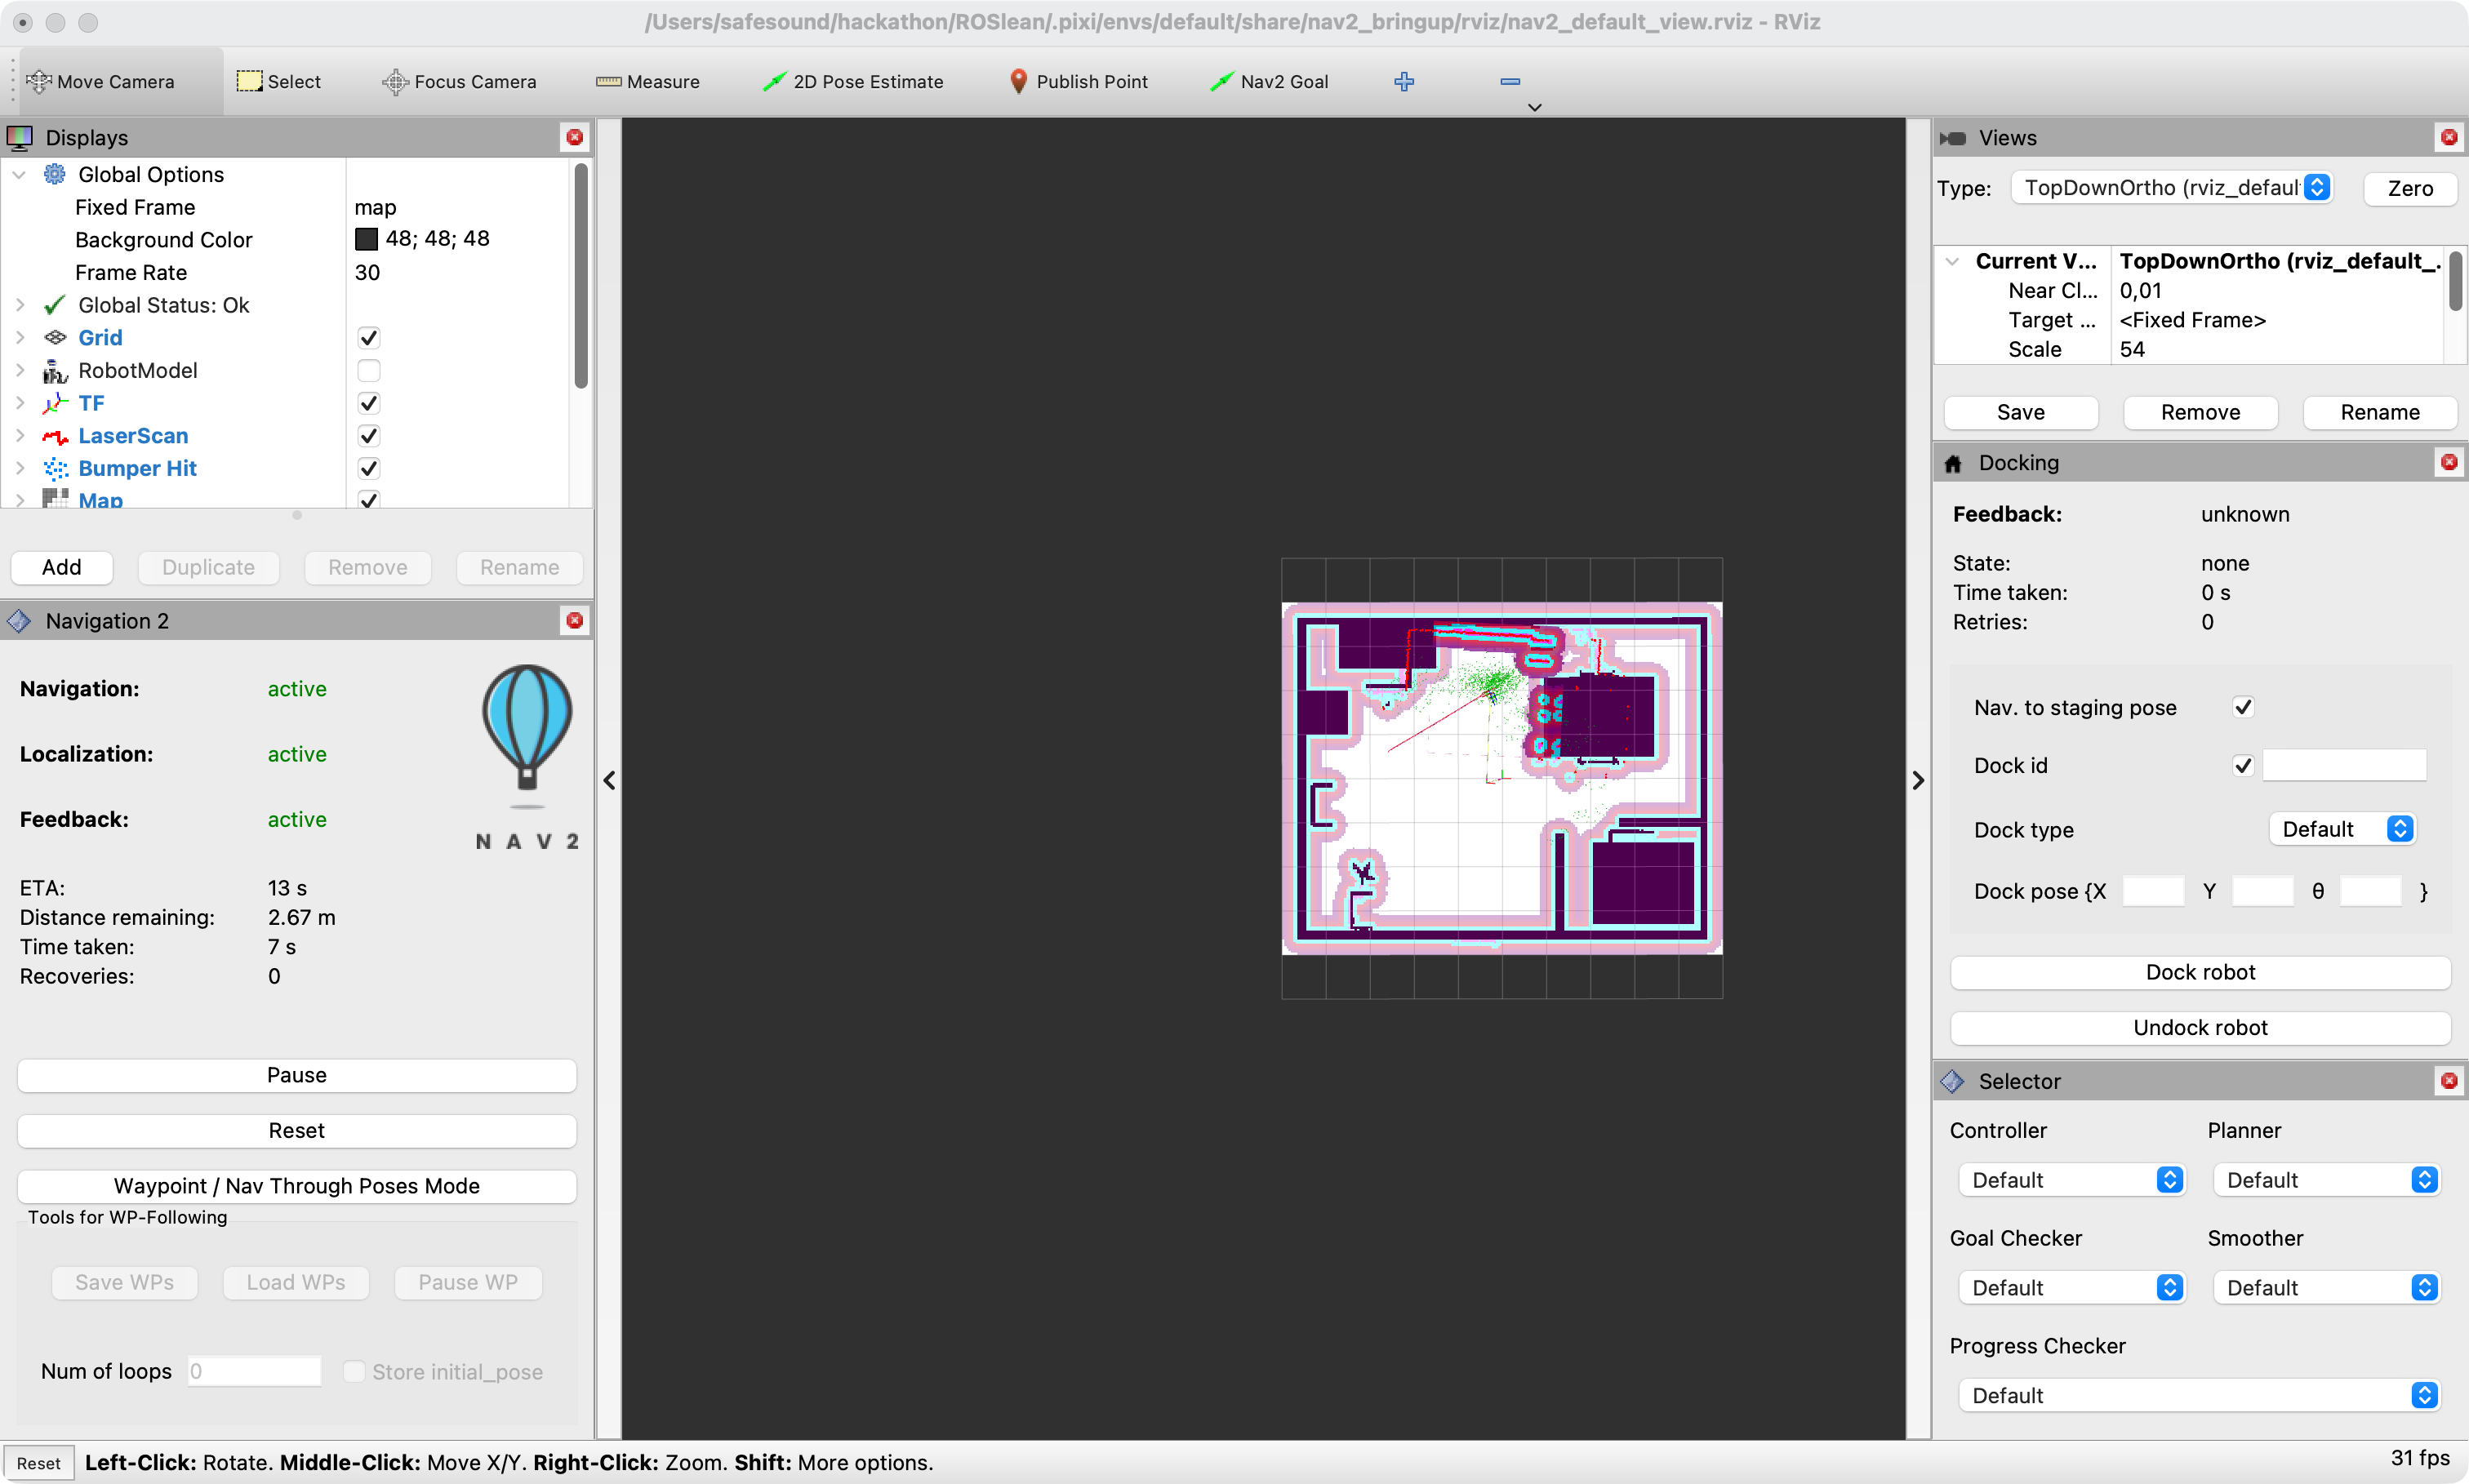 /Users/safesound/hackathon/ROSlean/.pixi/envs/default/share/nav2_bringup/rviz/nav2_default_view.rviz - RViz
Move Camera
Select
Focus Camera
Measure
2D Pose Estimate
Publish Point
Nav2 Goal
Displays
Global Options
Fixed Frame map
Background Color 48; 48; 48
Frame Rate 30
Global Status: Ok
Grid
RobotModel
TF
LaserScan
Bumper Hit
Map
Add Duplicate Remove Rename
Navigation 2
Navigation: active
Localization: active
Feedback: active
NAV2
ETA: 13 s
Distance remaining: 2.67 m
Time taken: 7 s
Recoveries: 0
Pause
Reset
Waypoint / Nav Through Poses Mode
Tools for WP-Following
Save WPs Load WPs Pause WP
Num of loops 0 Store initial_pose
Views
Type: TopDownOrtho (rviz_defaul Zero
Current V... TopDownOrtho (rviz_default_.
Near Cl... 0,01
Target ... <Fixed Frame>
Scale 54
Save Remove Rename
Docking
Feedback: unknown
State: none
Time taken: 0 s
Retries: 0
Nav. to staging pose
Dock id
Dock type Default
Dock pose {X Y θ }
Dock robot
Undock robot
Selector
Controller Planner
Default Default
Goal Checker Smoother
Default Default
Progress Checker
Default
Reset Left-Click: Rotate. Middle-Click: Move X/Y. Right-Click: Zoom. Shift: More options. 31 fps